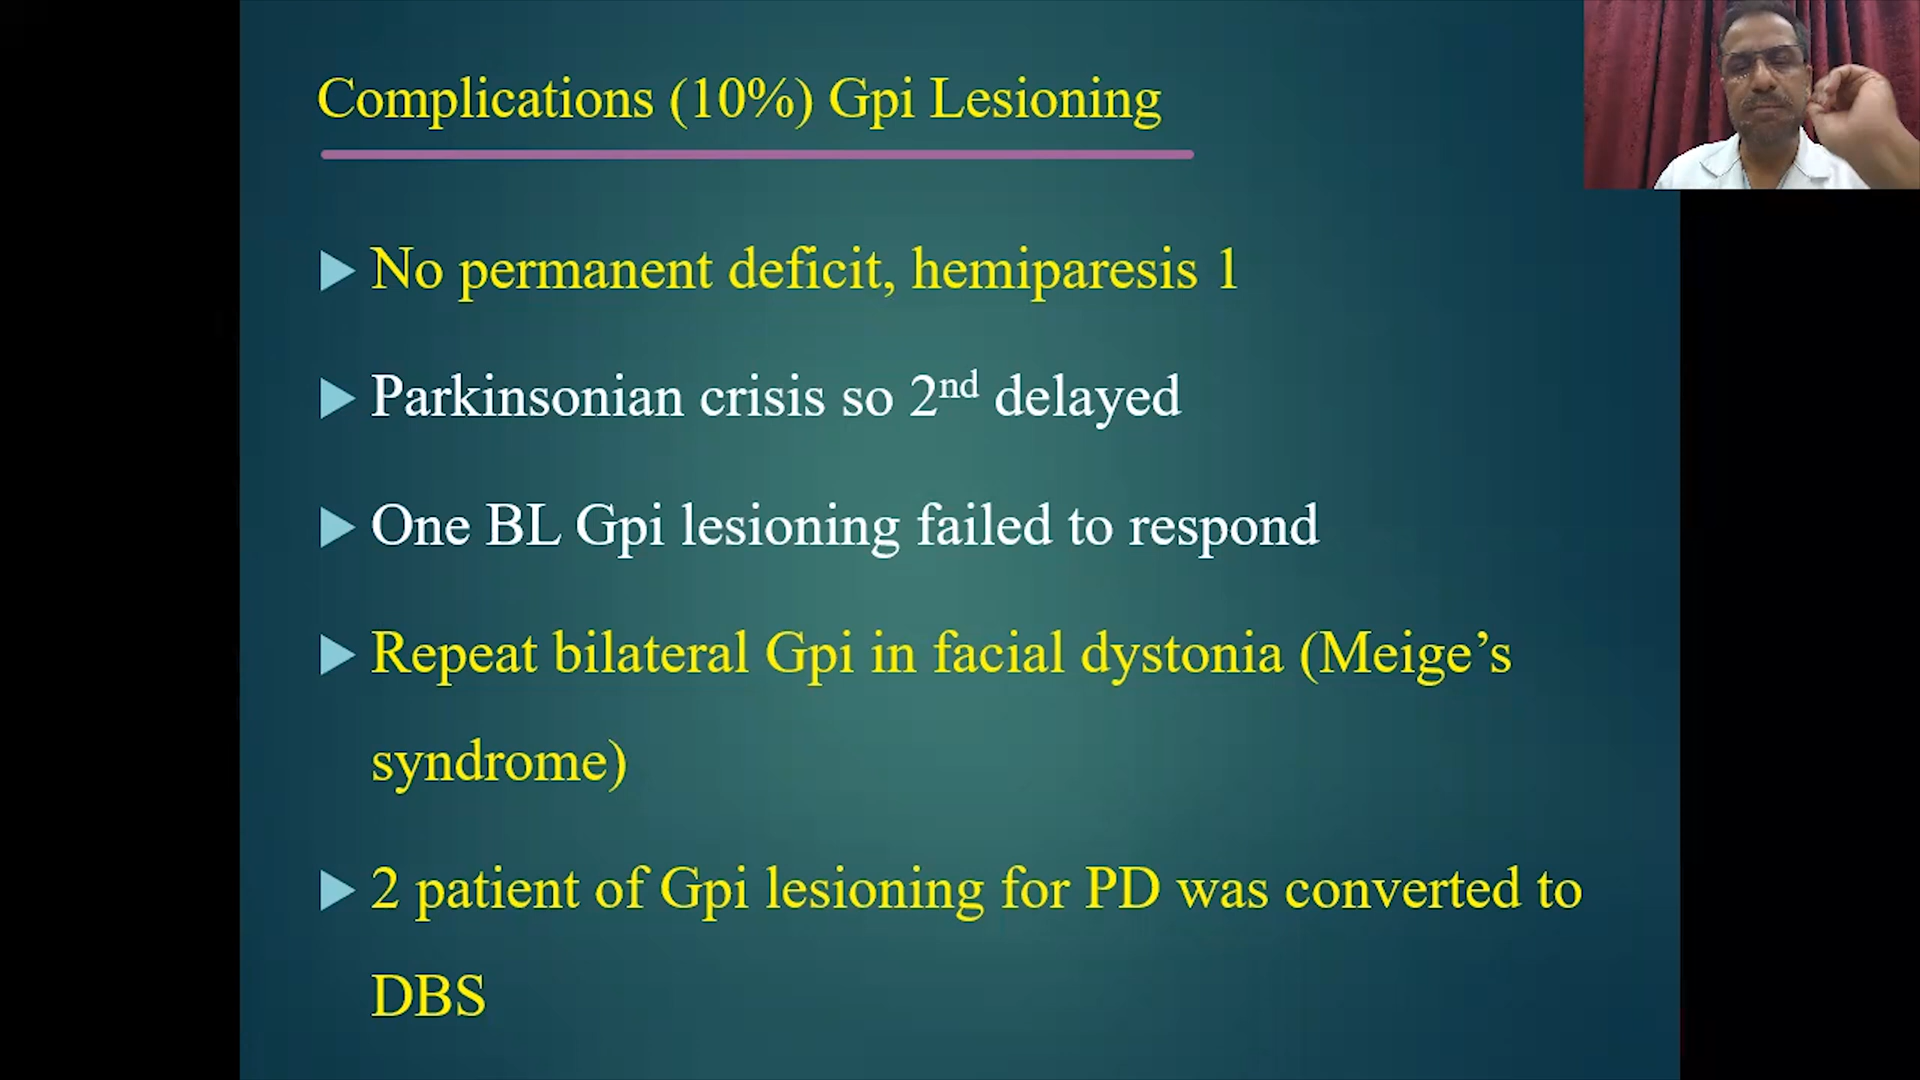 Complications (10%) Gpi Lesioning
No permanent deficit, hemiparesis 1
Parkinsonian crisis so 2nd delayed
One BL Gpi lesioning failed to respond
Repeat bilateral Gpi in facial dystonia (Meige’s
syndrome)
2 patient of Gpi lesioning for PD was converted to
DBS